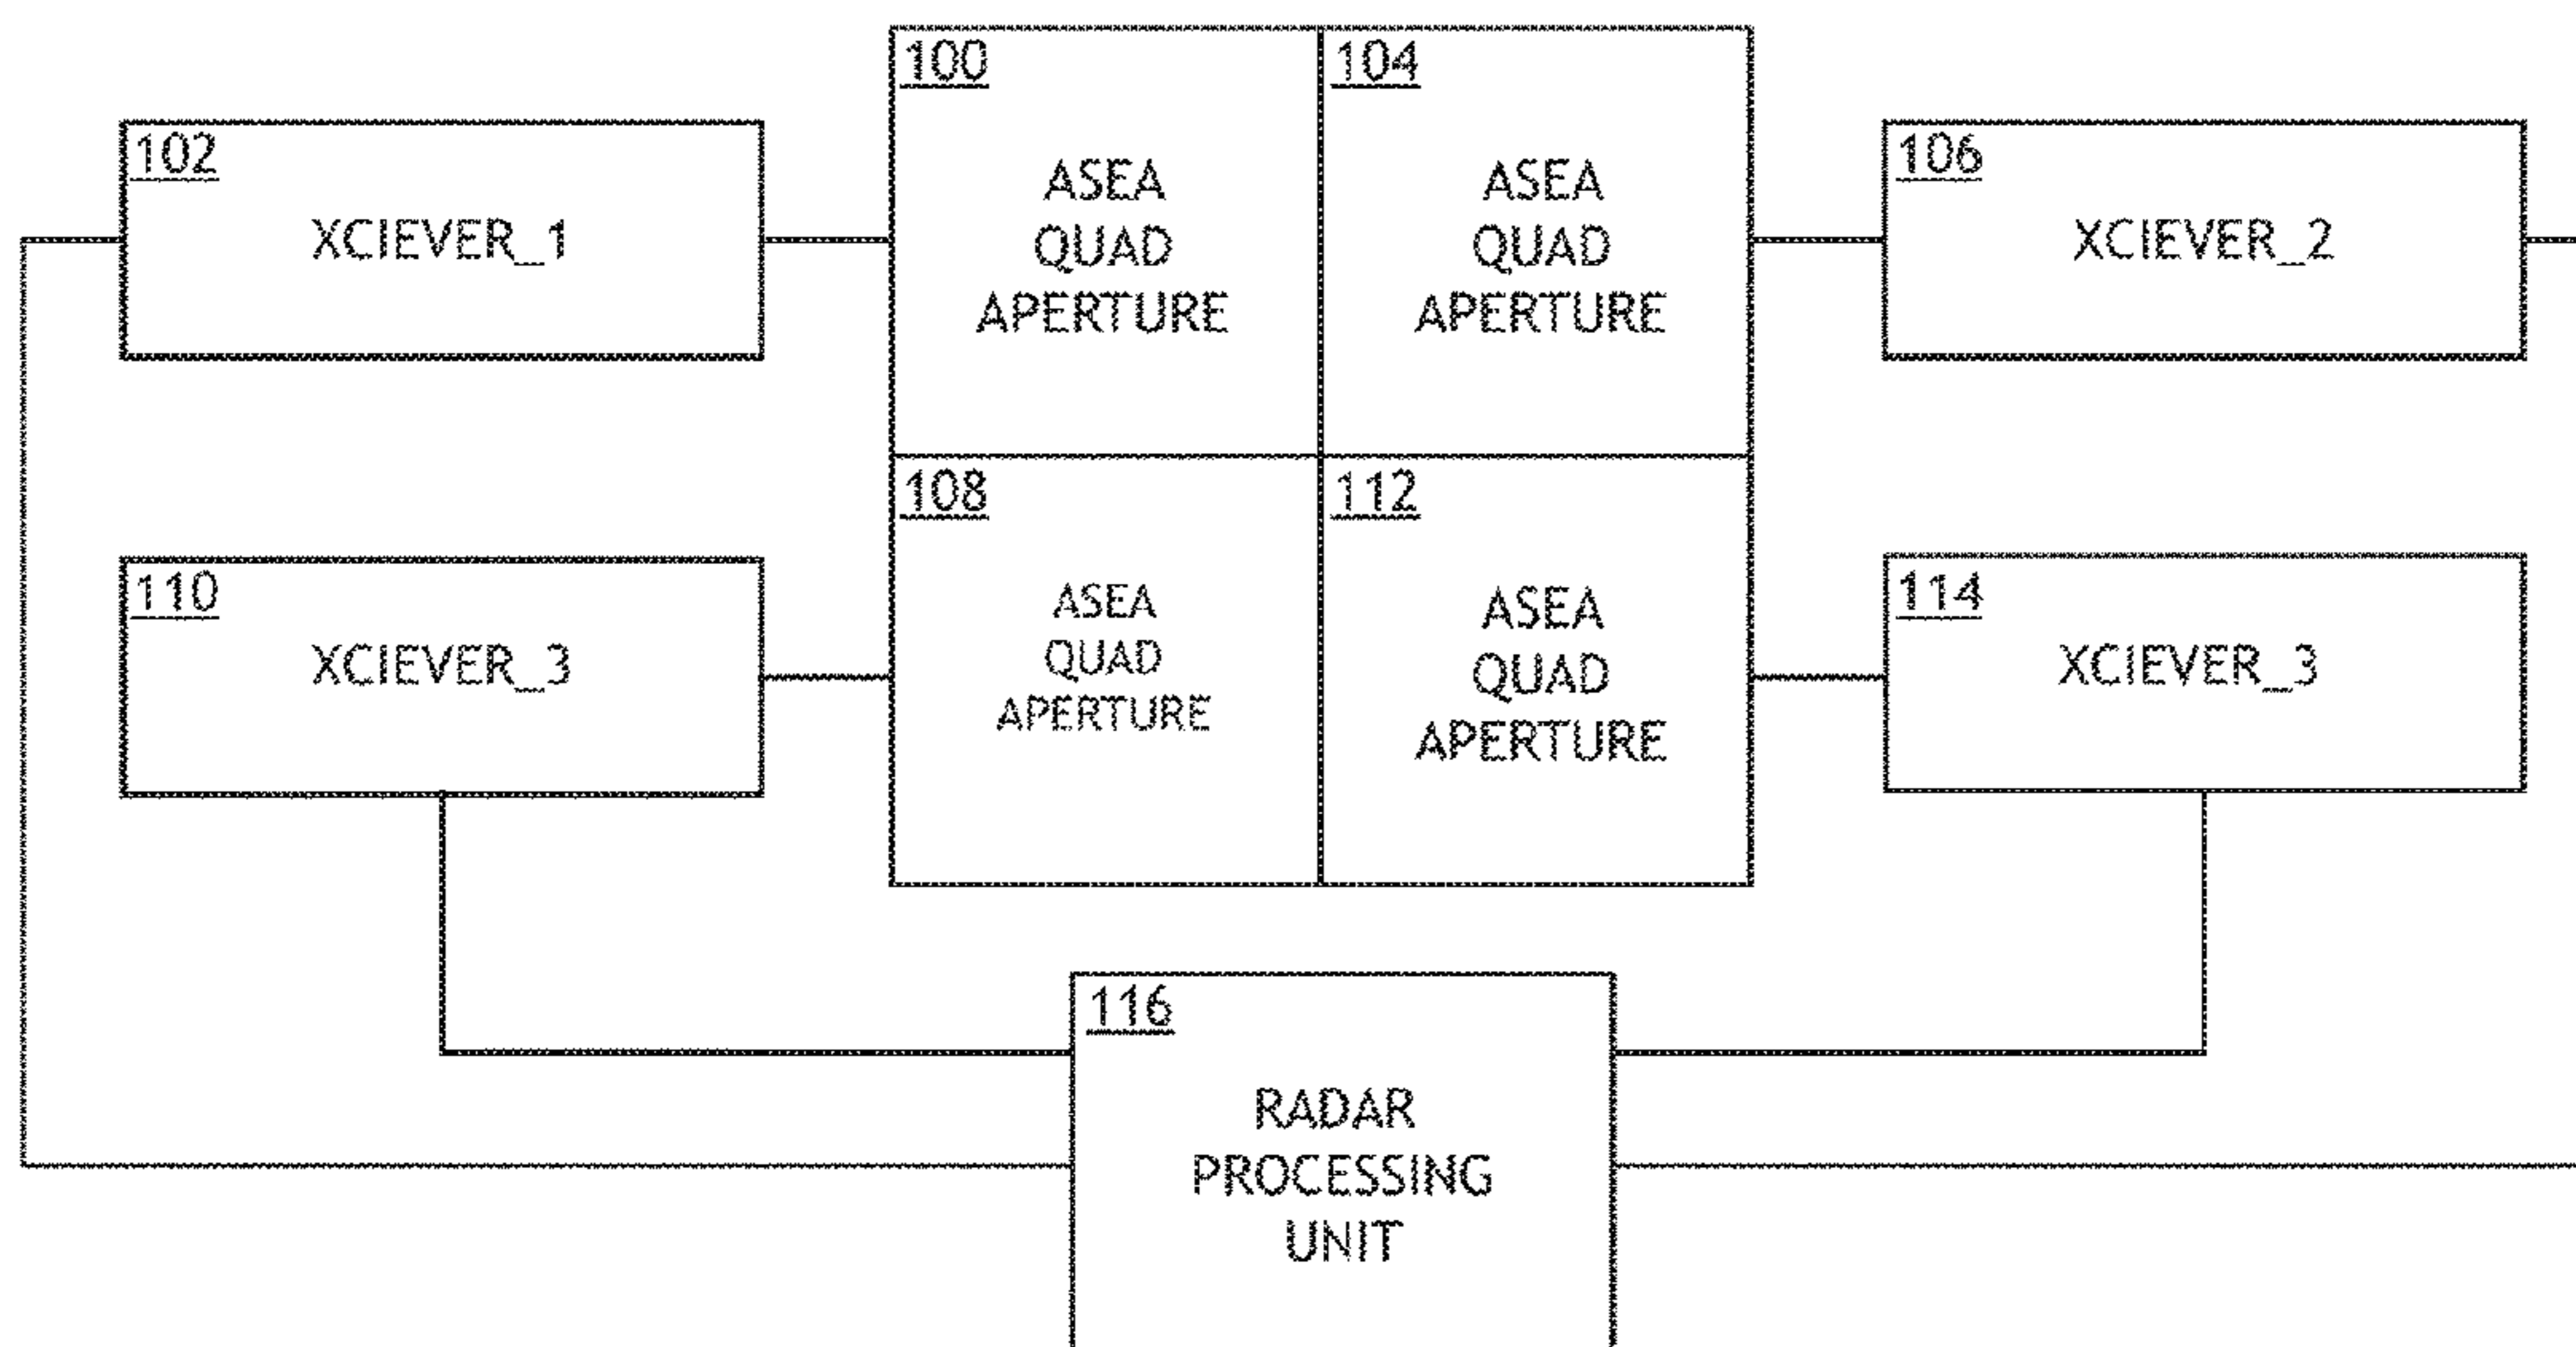 100
ASEA
QUAD
APERTURE
104
ASEA
QUAD
APERTURE
102
XCIEVER_1
106
XCIEVER_2
108
ASEA
QUAD
APERTURE
112
ASEA
QUAD
APERTURE
110
XCIEVER_3
114
XCIEVER_3
116
RADAR
PROCESSING
UNIT